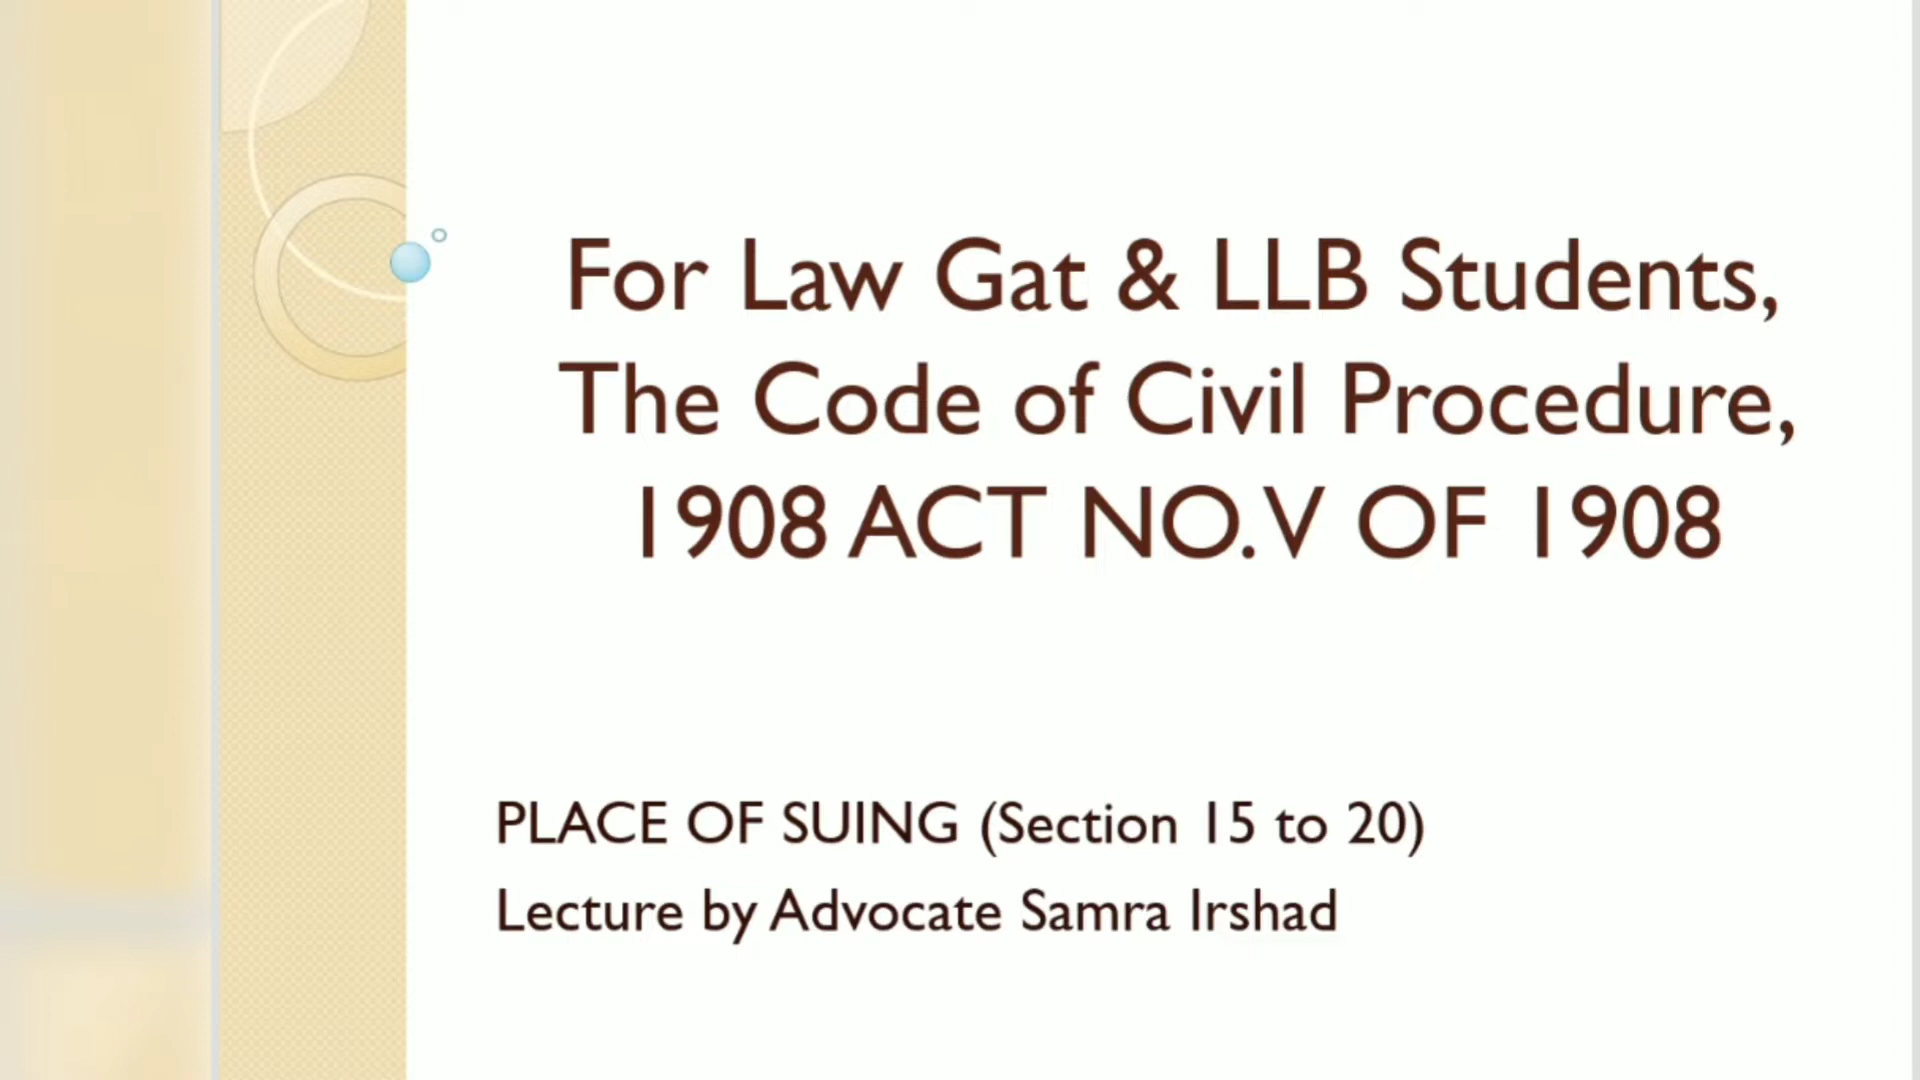 For Law Gat & LLB Students,
The Code of Civil Procedure,
1908 ACT NO.V OF 1908
PLACE OF SUING (Section 15 to 20)
Lecture by Advocate Samra Irshad